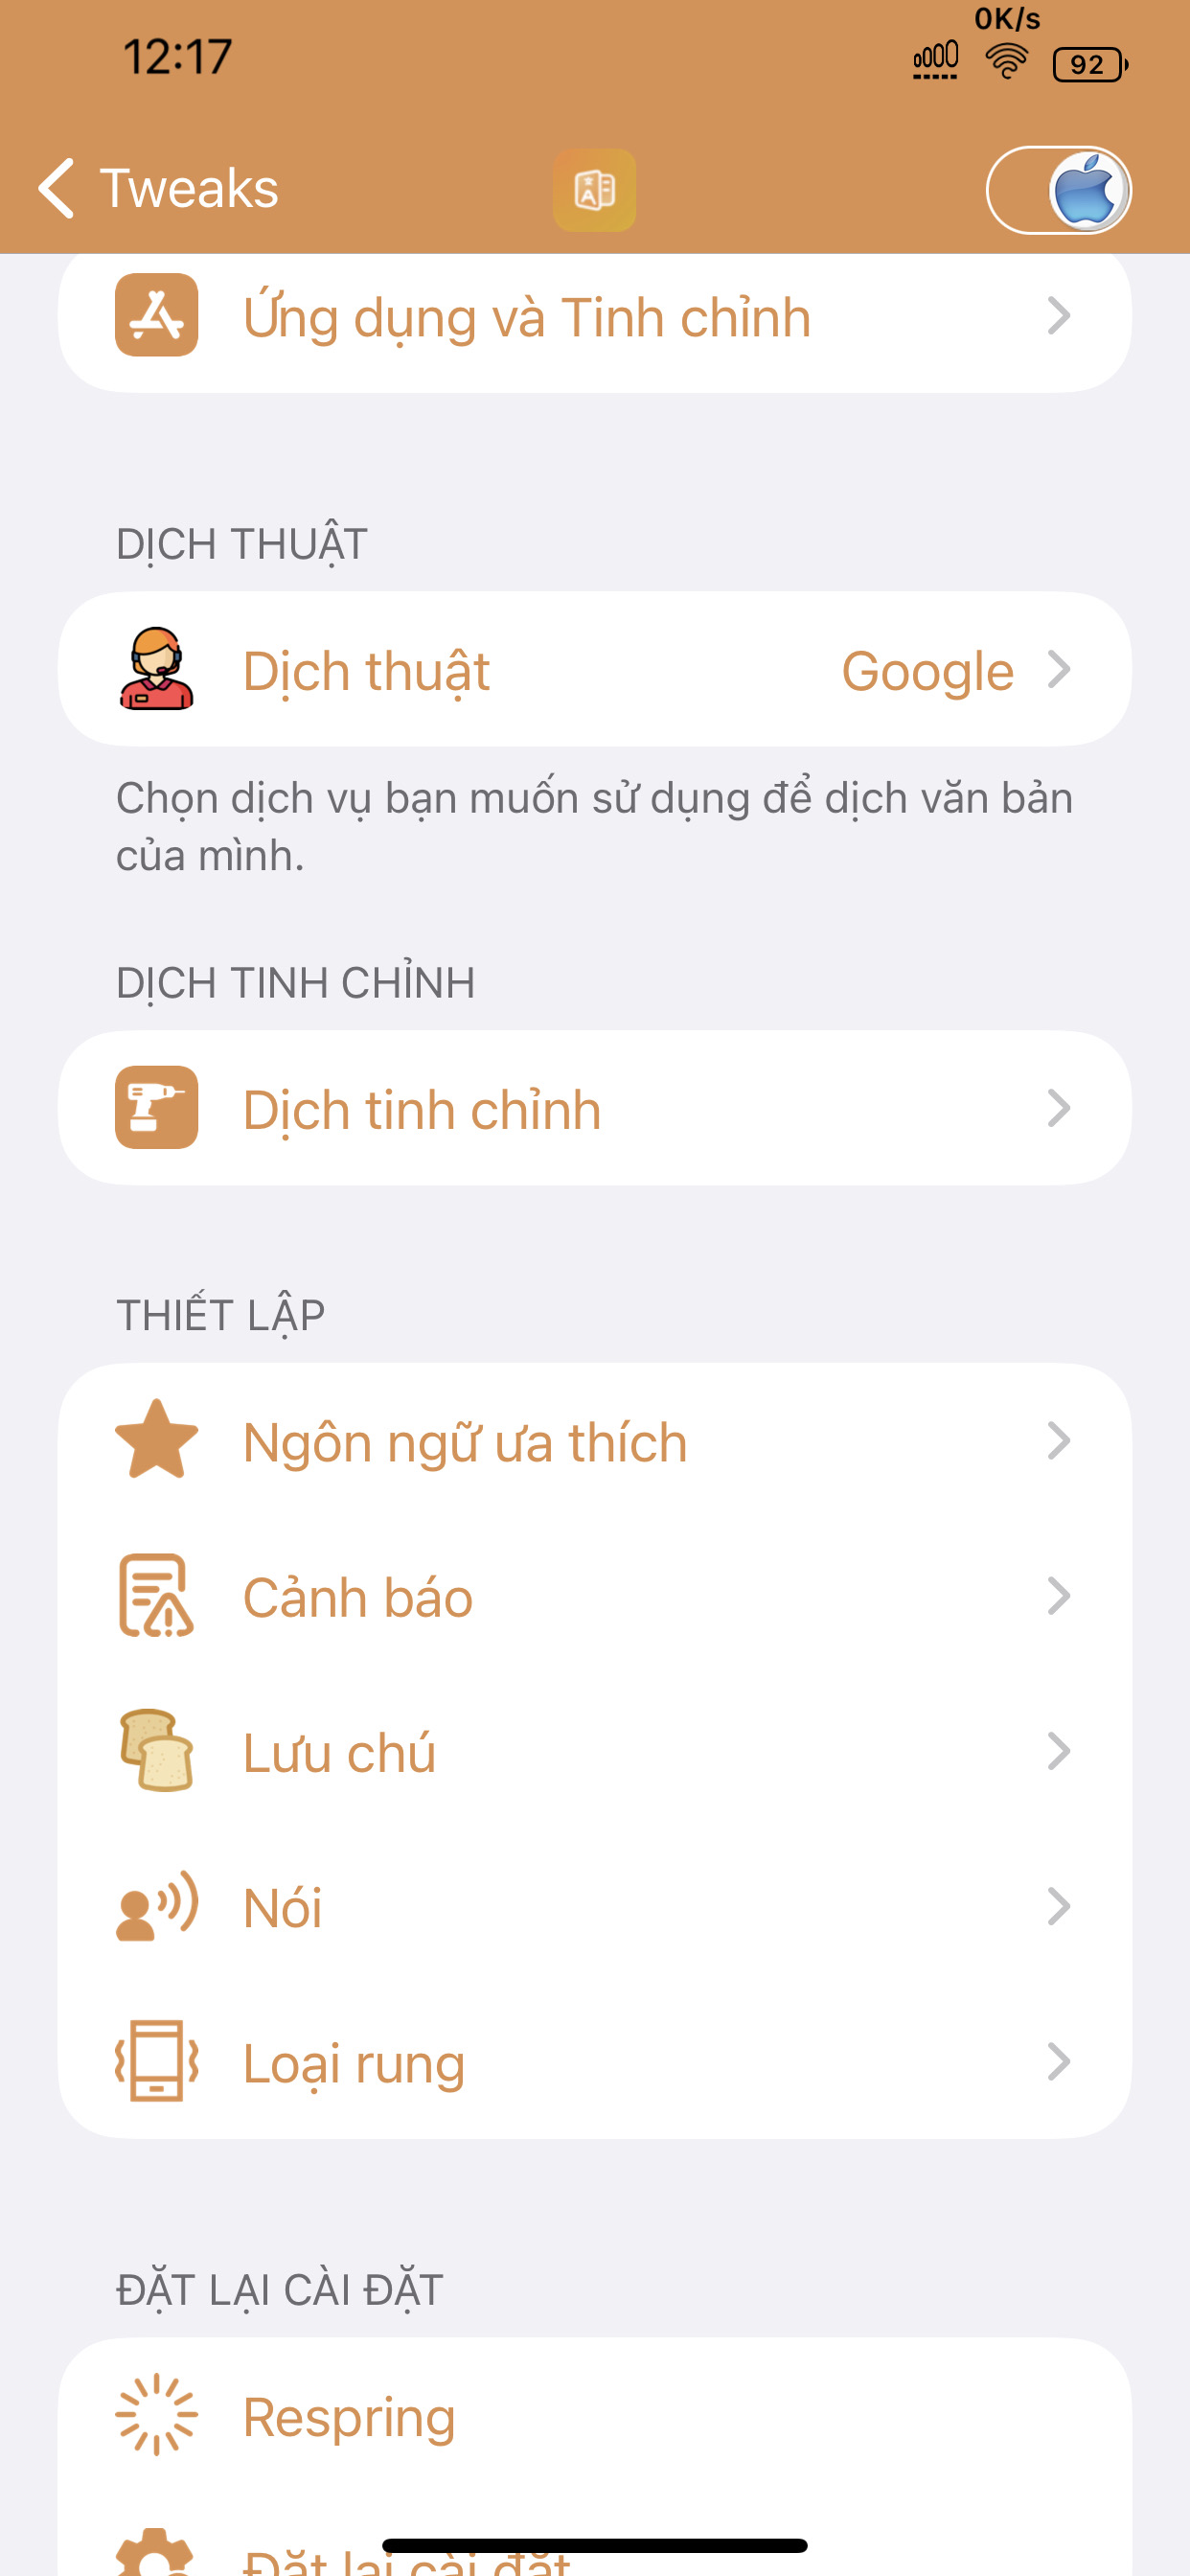 0K/s
12:17
92
Tweaks
Ứng dụng và Tinh chỉnh
DỊCH THUẬT
Dịch thuật
Google
Chọn dịch vụ bạn muốn sử dụng để dịch văn bản
của mình.
DỊCH TINH CHỈNH
Dịch tinh chỉnh
THIẾT LẬP
Ngôn ngữ ưa thích
Cảnh báo
Lưu chú
Nói
Loại rung
ĐẶT LẠI CÀI ĐẶT
Respring
Đặt lại cài đặt